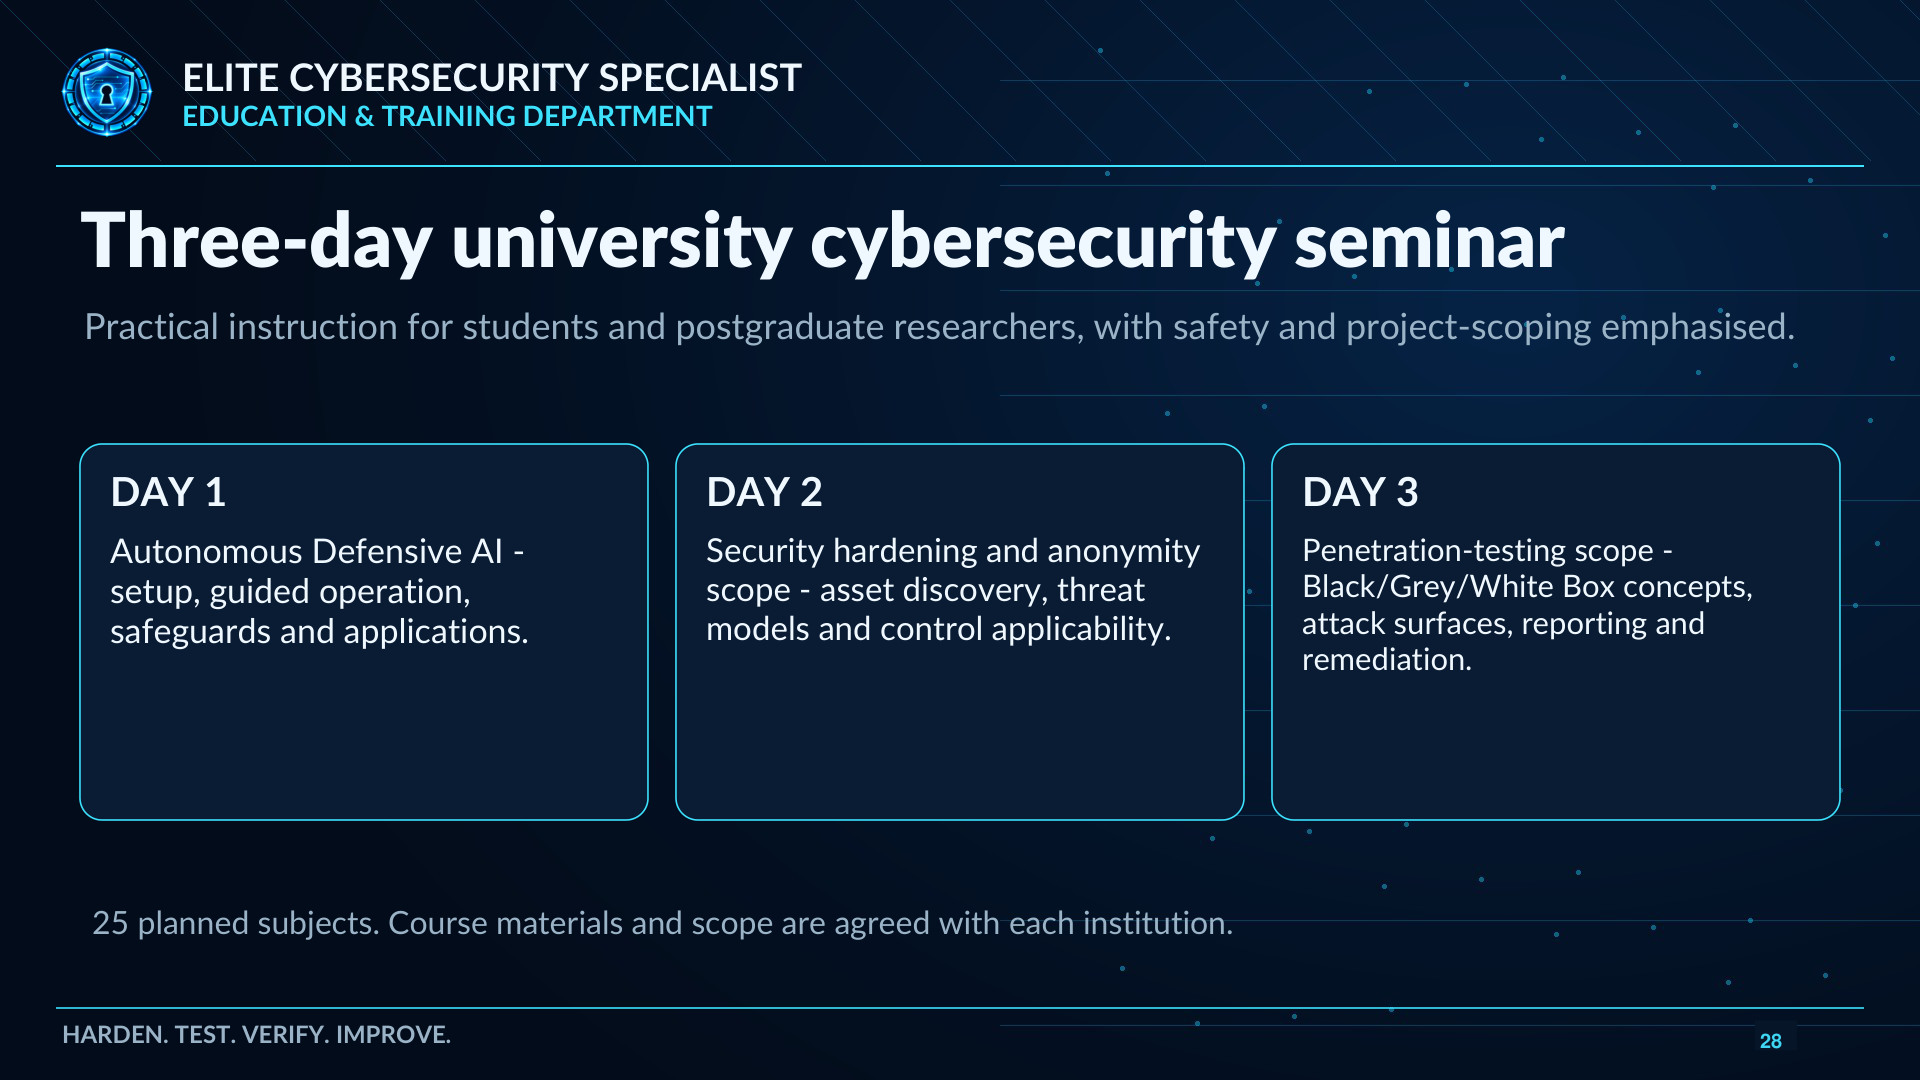 ELITE CYBERSECURITY SPECIALIST
EDUCATION & TRAINING DEPARTMENT
Three-day university cybersecurity seminar
Practical instruction for students and postgraduate researchers, with safety and project-scoping emphasised.
DAY 1
Autonomous Defensive AI -
setup, guided operation,
safeguards and applications.
DAY 2
Security hardening and anonymity
scope - asset discovery, threat
models and control applicability.
DAY 3
Penetration-testing scope -
Black/Grey/White Box concepts,
attack surfaces, reporting and
remediation.
25 planned subjects. Course materials and scope are agreed with each institution.
HARDEN. TEST. VERIFY. IMPROVE.
28